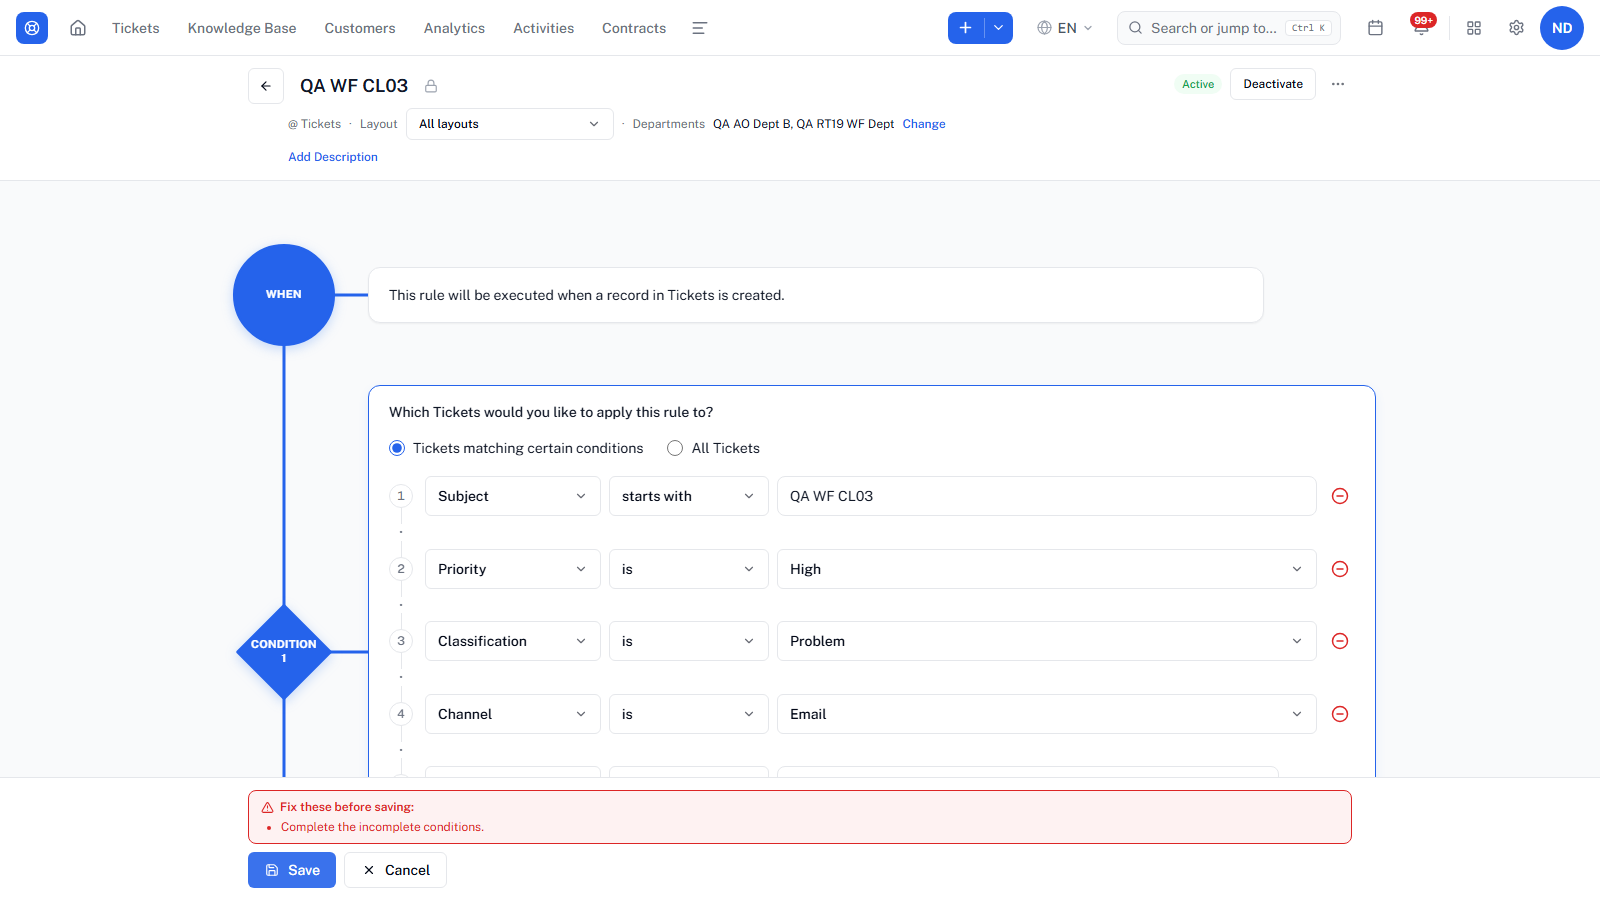 Tickets Knowledge Base Customers Analytics Activities Contracts EN Search or jump to... Ctrl K 99+ ND
QA WF CL03 Active Deactivate
@ Tickets · Layout All layouts · Departments QA AO Dept B, QA RT19 WF Dept Change
Add Description
WHEN
This rule will be executed when a record in Tickets is created.
Which Tickets would you like to apply this rule to?
Tickets matching certain conditions All Tickets
1 Subject starts with QA WF CL03
2 Priority is High
3 Classification is Problem
CONDITION
1
4 Channel is Email
Fix these before saving:
• Complete the incomplete conditions.
Save Cancel